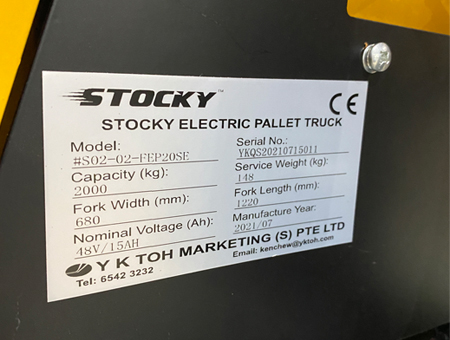 STOCKY™ CE
STOCKY ELECTRIC PALLET TRUCK
Model: Serial No.:
#S02-02-FEP20SE YKQS20210715011
Capacity (kg): Service Weight (kg):
2000 148
Fork Width (mm): Fork Length (mm):
680 1220
Nominal Voltage (Ah): Manufacture Year:
48V/15AH 2021/07
Y K TOH MARKETING (S) PTE LTD
Tel: 6542 3232 Email: kenchew@yktoh.com